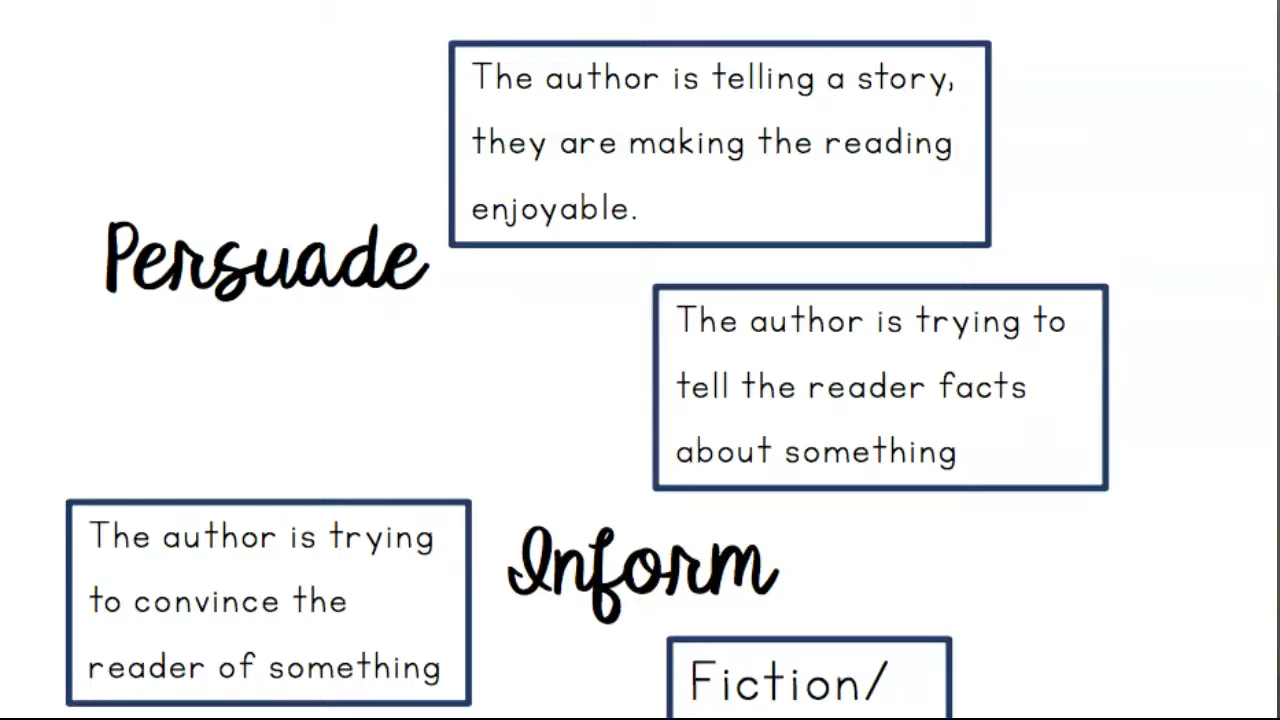 The author is telling a story,
they are making the reading
enjoyable.
Persuade
The author is trying to
tell the reader facts
about something
The author is trying
to convince the
reader of something
Inform
Fiction/